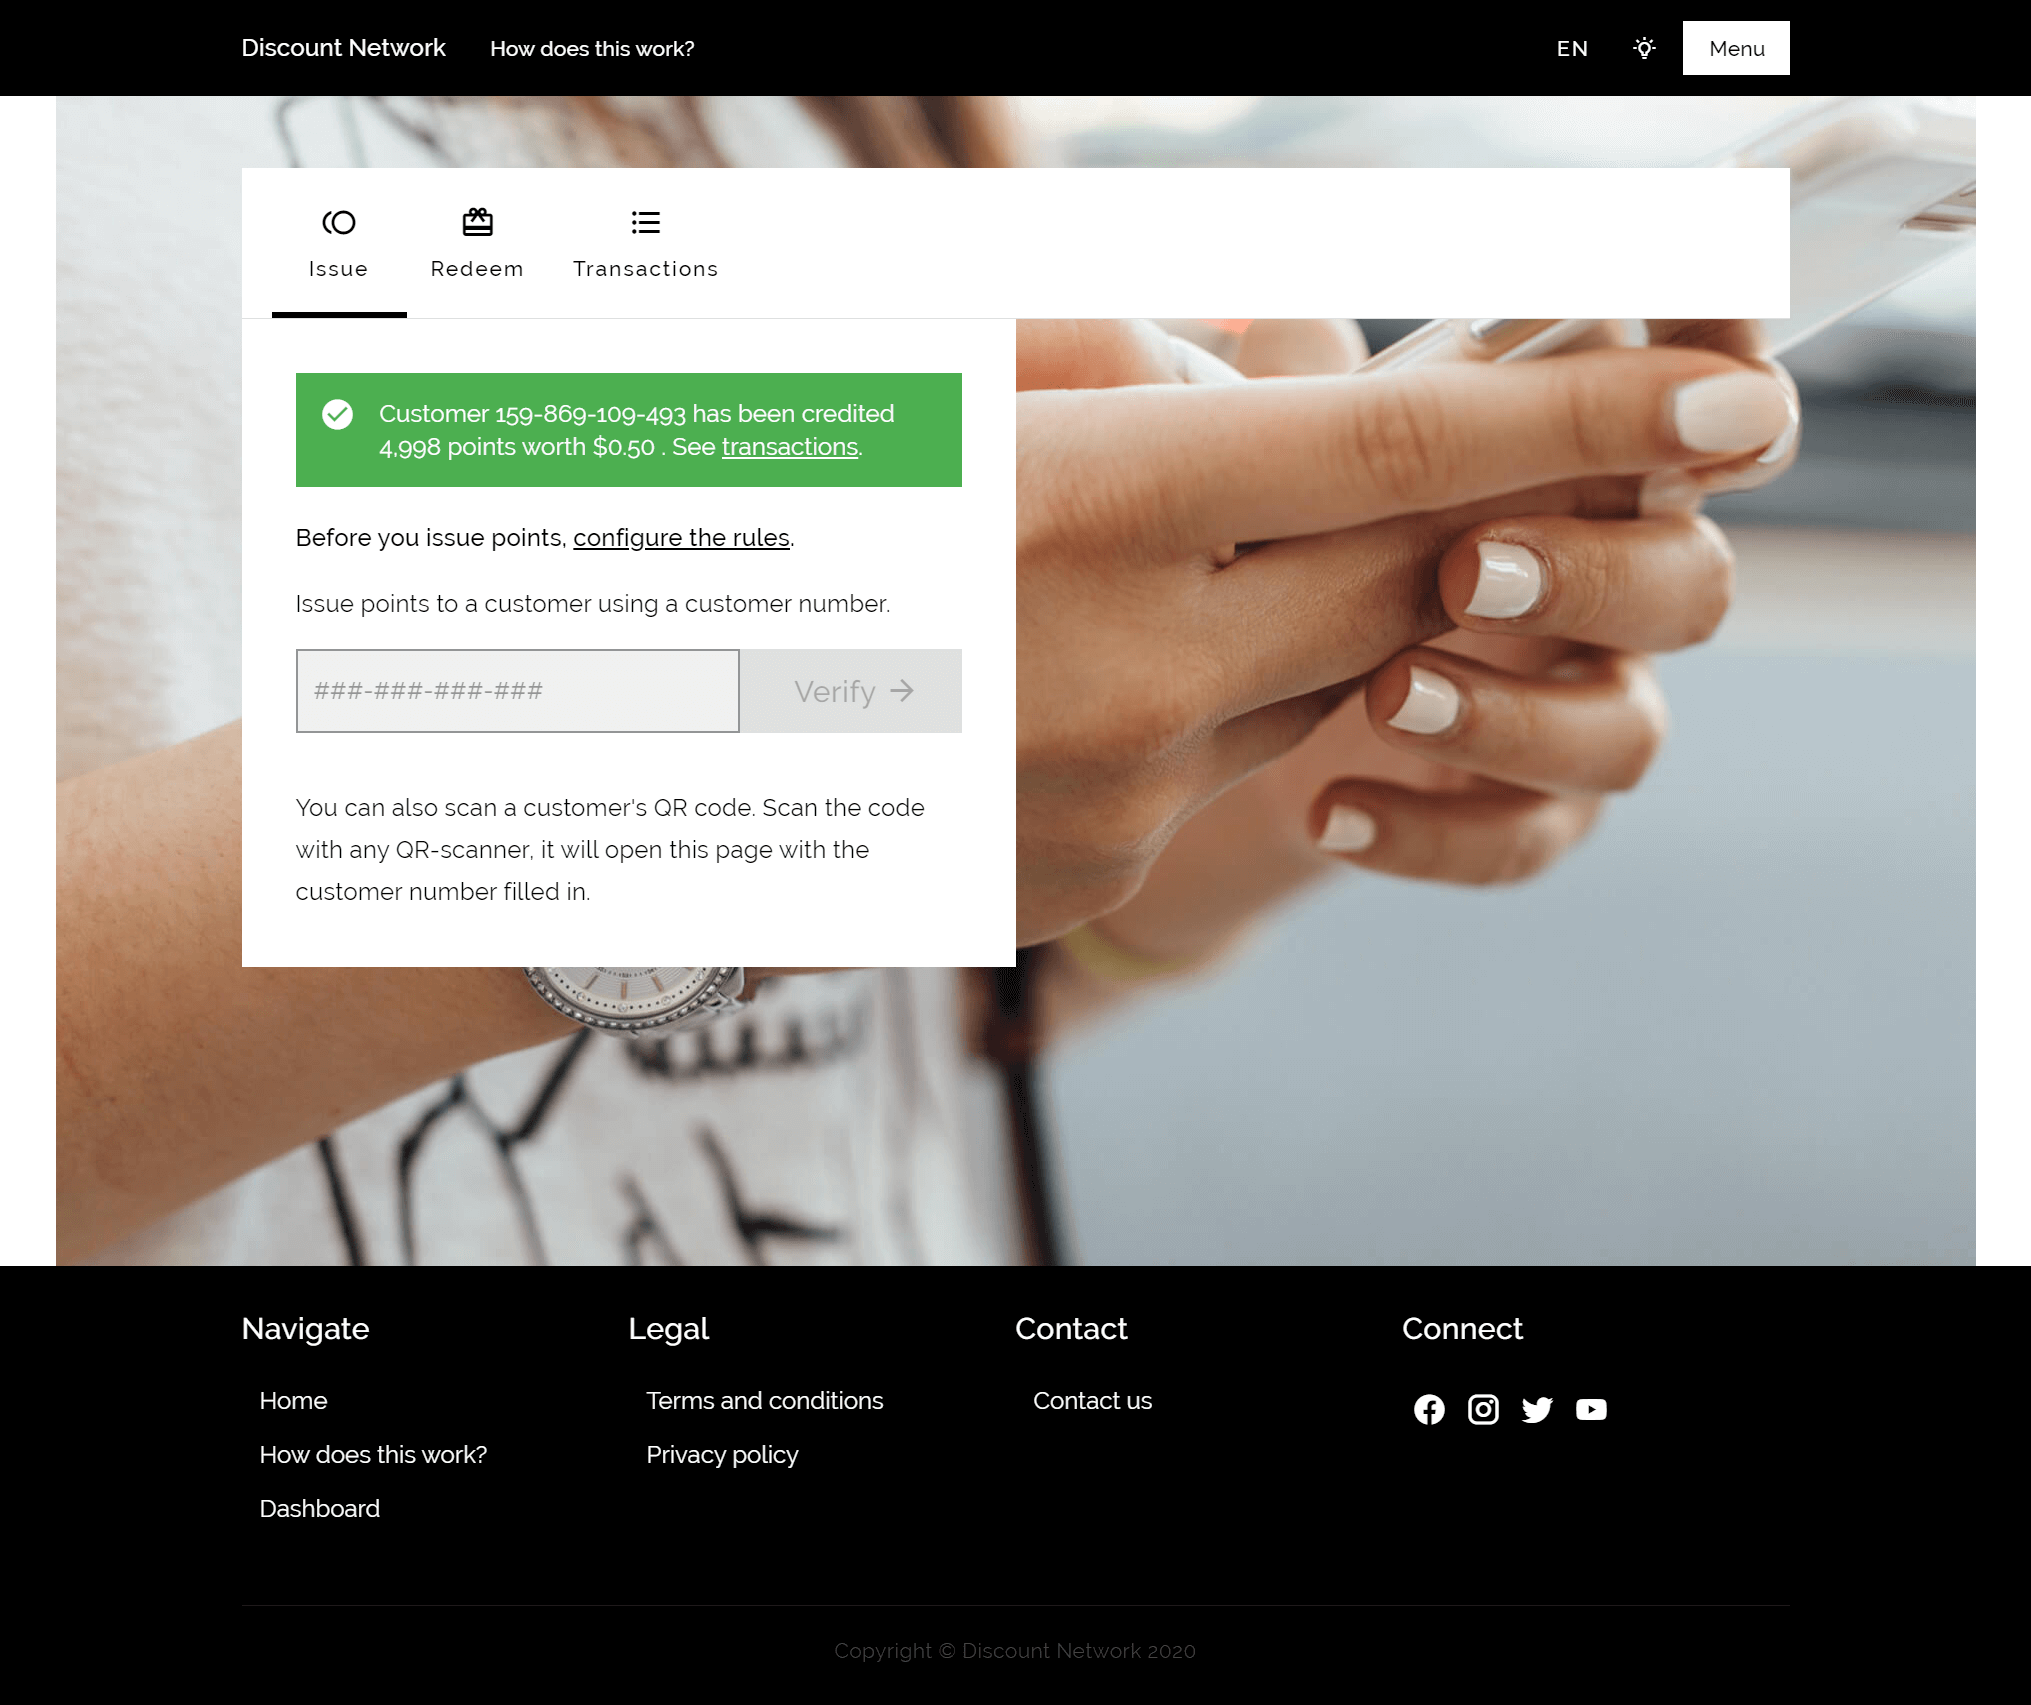 Discount Network
How does this work?
EN
Menu
Issue
Redeem
Transactions
Customer 159-869-109-493 has been credited
4,998 points worth $0.50 . See transactions.
Before you issue points, configure the rules.
Issue points to a customer using a customer number.
###-###-###-###
Verify →
You can also scan a customer's QR code. Scan the code
with any QR-scanner, it will open this page with the
customer number filled in.
Navigate
Home
How does this work?
Dashboard
Legal
Terms and conditions
Privacy policy
Contact
Contact us
Connect
Copyright © Discount Network 2020